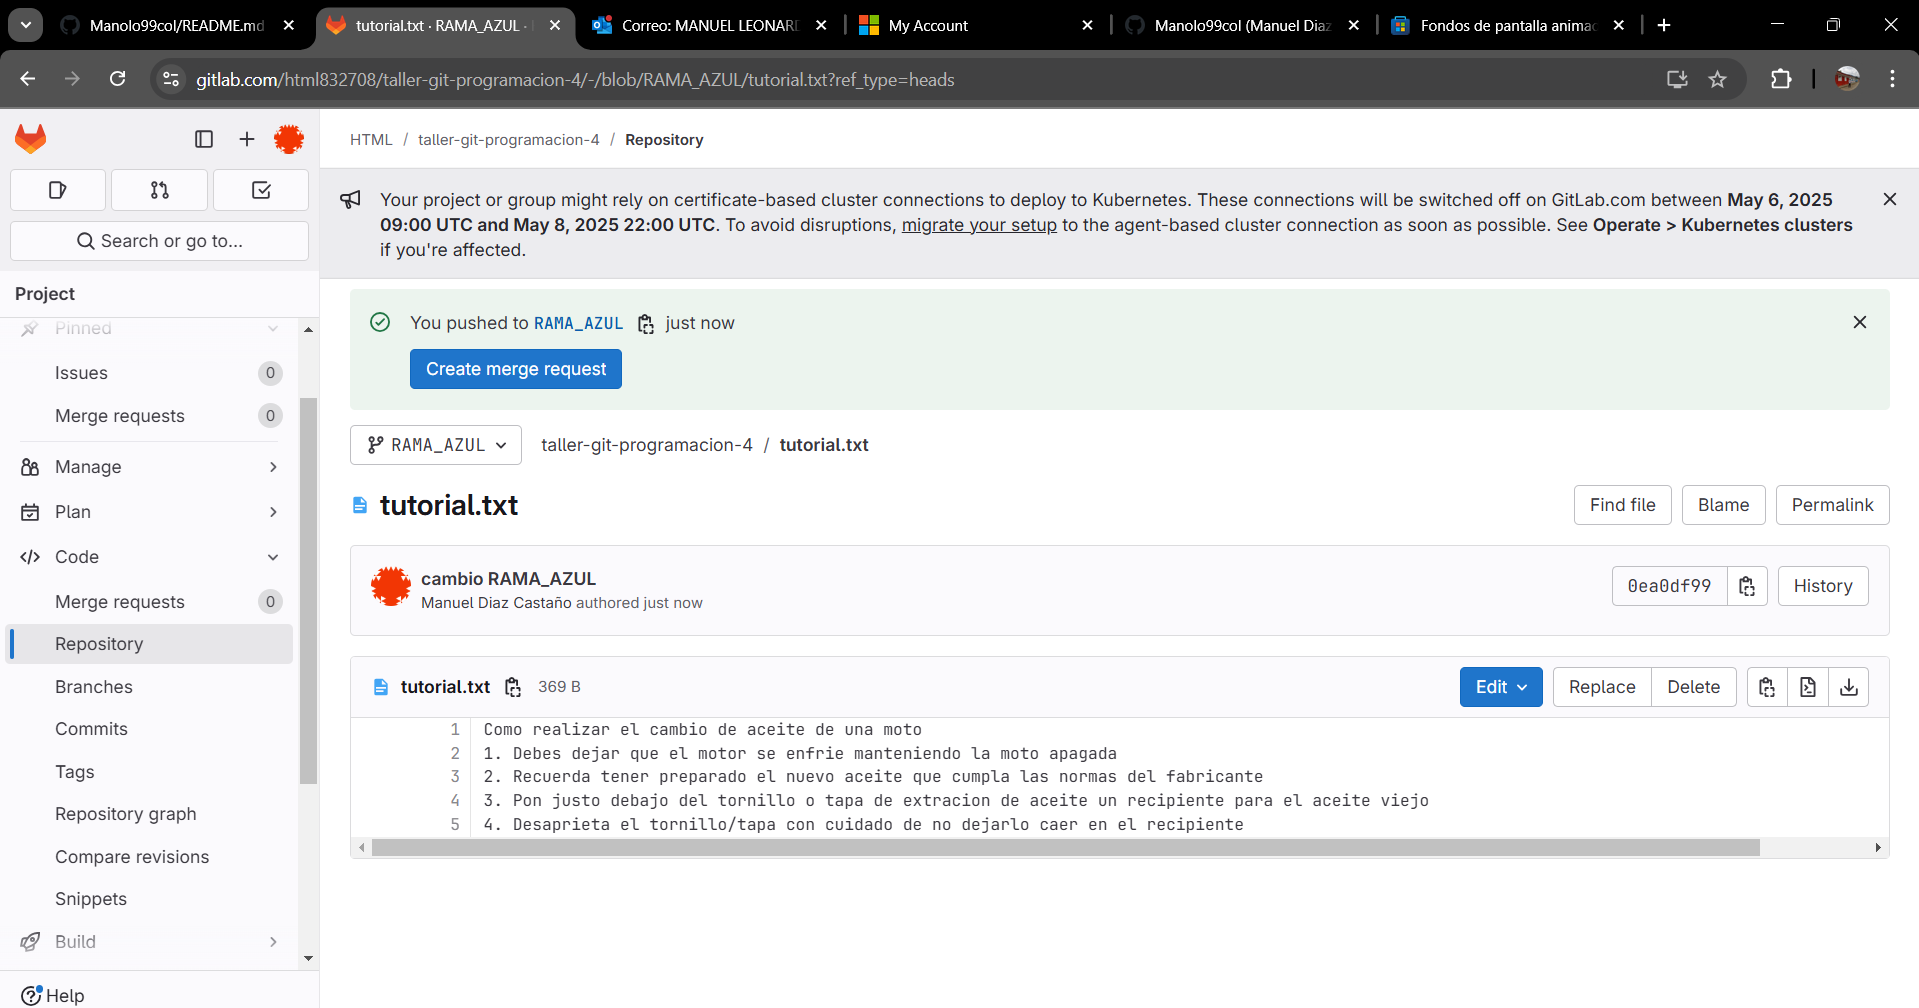 Manolo99col/README.md
tutorial.txt · RAMA_AZUL ·
Correo: MANUEL LEONARD
My Account
Manolo99col (Manuel Diaz
Fondos de pantalla animac
gitlab.com/html832708/taller-git-programacion-4/-/blob/RAMA_AZUL/tutorial.txt?ref_type=heads
HTML / taller-git-programacion-4 / Repository
Search or go to...
Your project or group might rely on certificate-based cluster connections to deploy to Kubernetes. These connections will be switched off on GitLab.com between May 6, 2025
09:00 UTC and May 8, 2025 22:00 UTC. To avoid disruptions, migrate your setup to the agent-based cluster connection as soon as possible. See Operate > Kubernetes clusters
if you're affected.
Project
Pinned
Issues 0
Merge requests 0
Manage
Plan
Code
Merge requests 0
Repository
Branches
Commits
Tags
Repository graph
Compare revisions
Snippets
Build
Help
You pushed to RAMA_AZUL just now
Create merge request
RAMA_AZUL taller-git-programacion-4 / tutorial.txt
tutorial.txt
Find file Blame Permalink
cambio RAMA_AZUL
Manuel Diaz Castaño authored just now
0ea0df99 History
tutorial.txt 369 B
Edit Replace Delete
1 Como realizar el cambio de aceite de una moto
2 1. Debes dejar que el motor se enfrie manteniendo la moto apagada
3 2. Recuerda tener preparado el nuevo aceite que cumpla las normas del fabricante
4 3. Pon justo debajo del tornillo o tapa de extracion de aceite un recipiente para el aceite viejo
5 4. Desaprieta el tornillo/tapa con cuidado de no dejarlo caer en el recipiente